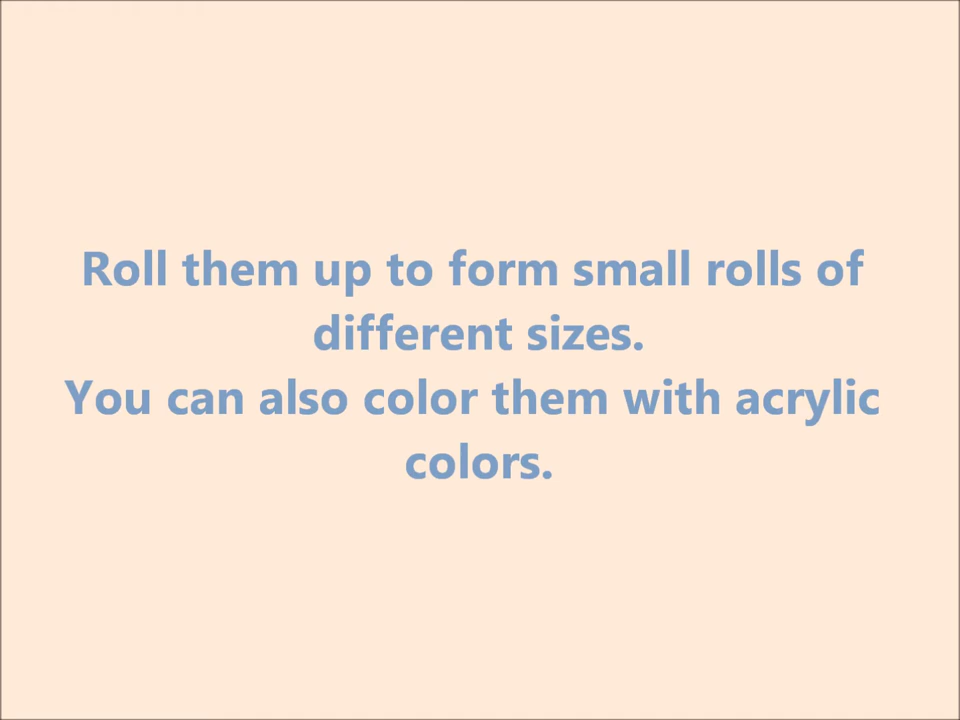 Roll them up to form small rolls of
different sizes.
You can also color them with acrylic
colors.